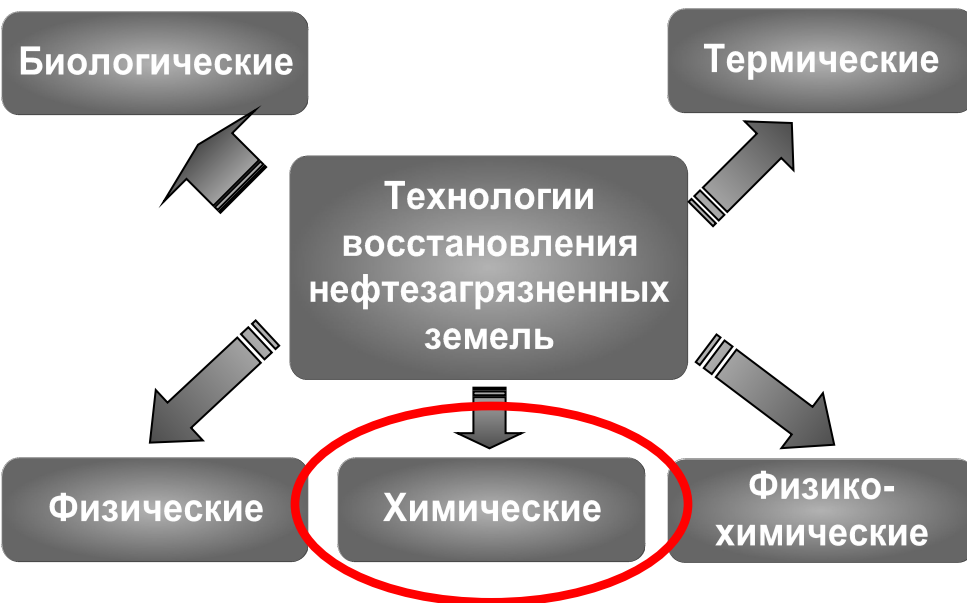 Биологические
Термические
Технологии
восстановления
нефтезагрязненных
земель
Физические
Химические
Физико-
химические